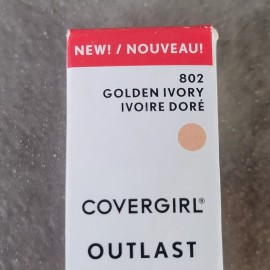 NEW! / NOUVEAU!
802
GOLDEN IVORY
IVOIRE DORÉ
COVERGIRL®
OUTLAST